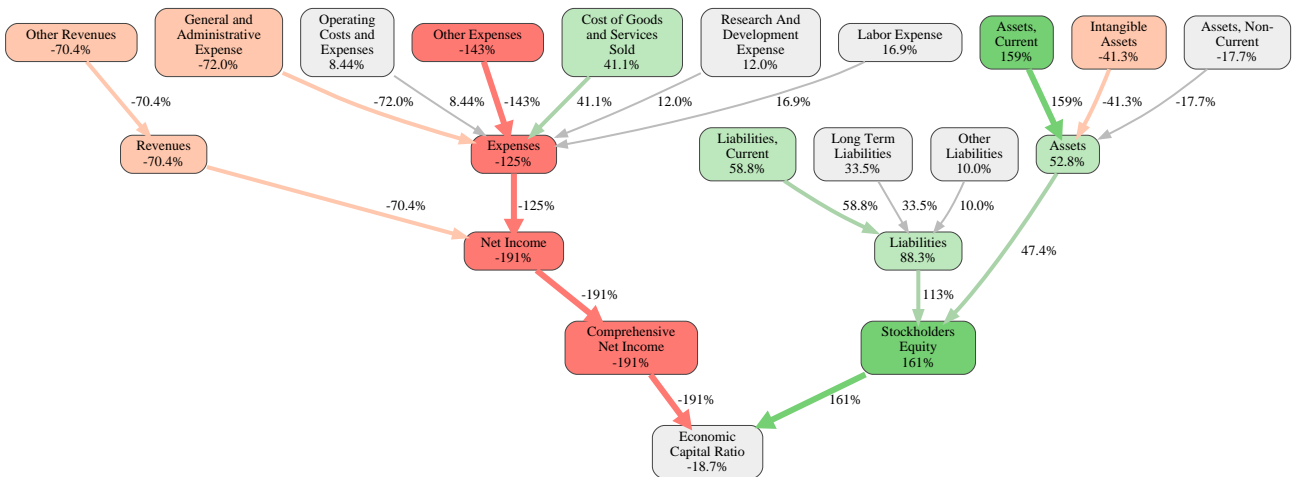 Other Revenues
-70.4%
General and
Administrative
Expense
-72.0%
Operating
Costs and
Expenses
8.44%
Other Expenses
-143%
Cost of Goods
and Services
Sold
41.1%
Research And
Development
Expense
12.0%
Labor Expense
16.9%
Assets,
Current
159%
Intangible
Assets
-41.3%
Assets, Non-
Current
-17.7%
-70.4%
-72.0%
8.44%
-143%
41.1%
12.0%
16.9%
159%
-41.3%
-17.7%
Revenues
-70.4%
Expenses
-125%
Liabilities,
Current
58.8%
Long Term
Liabilities
33.5%
Other
Liabilities
10.0%
Assets
52.8%
-70.4%
-125%
58.8%
33.5%
10.0%
47.4%
Net Income
-191%
Liabilities
88.3%
-191%
113%
Comprehensive
Net Income
-191%
Stockholders
Equity
161%
-191%
161%
Economic
Capital Ratio
-18.7%